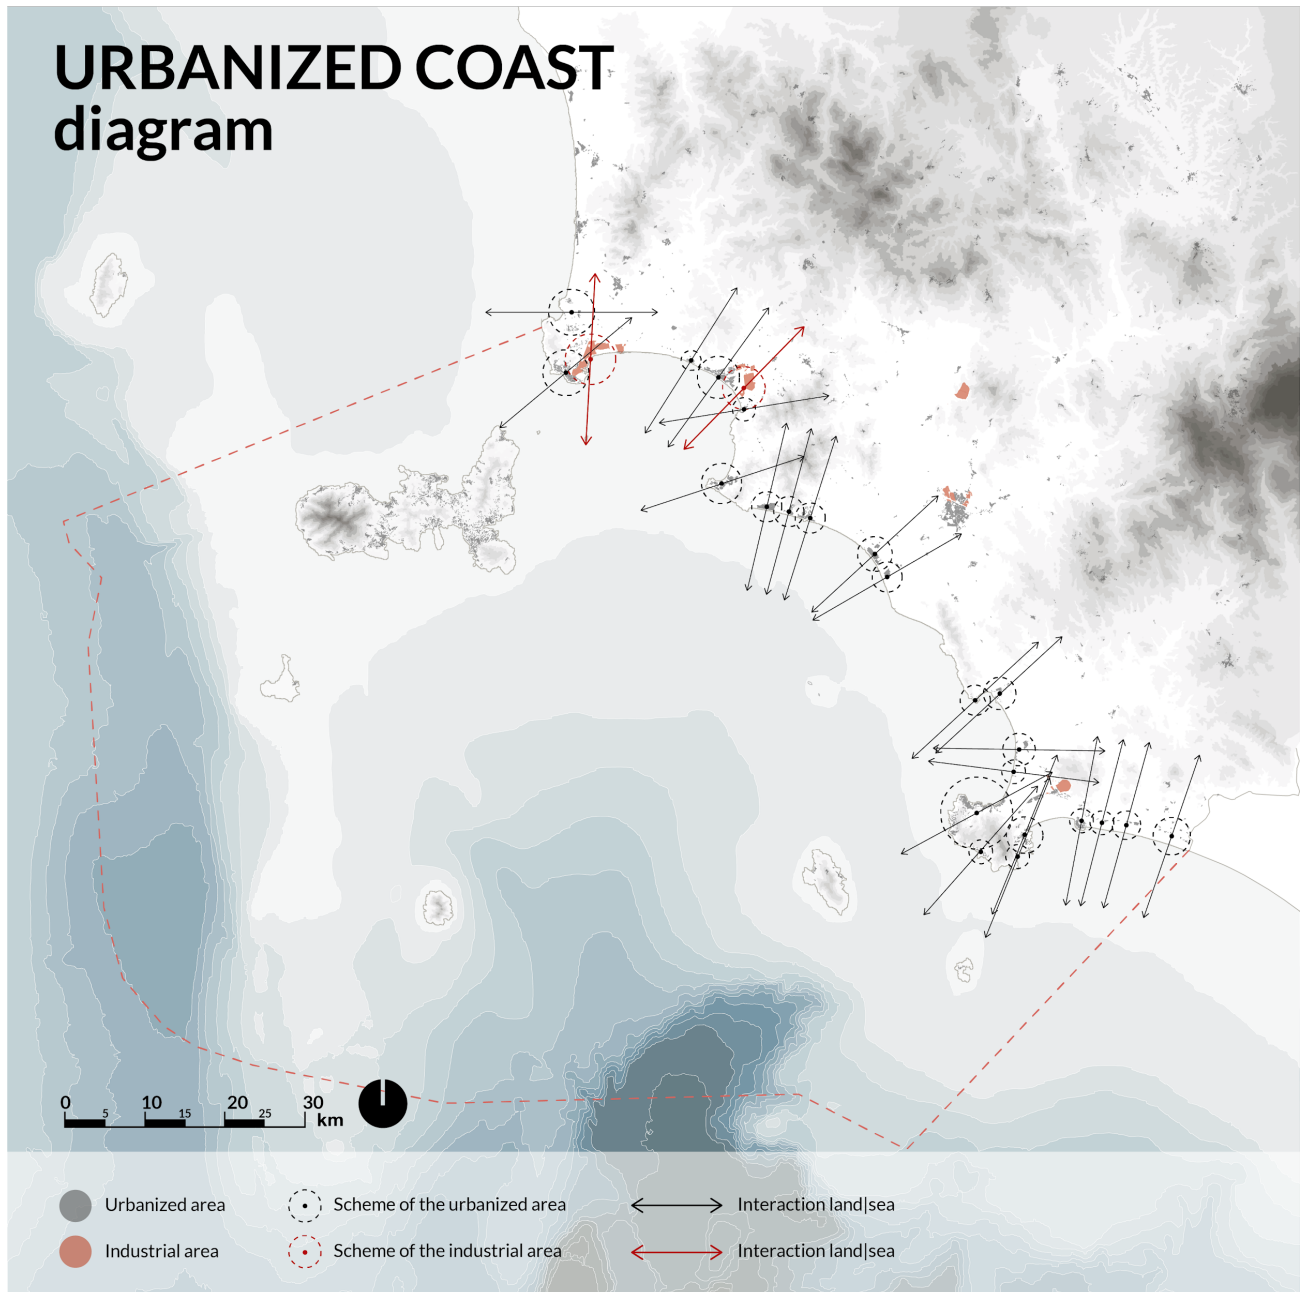 URBANIZED COAST
diagram
0 5 10 15 20 25 30 km
Urbanized area
Scheme of the urbanized area
Interaction land|sea
Industrial area
Scheme of the industrial area
Interaction land|sea